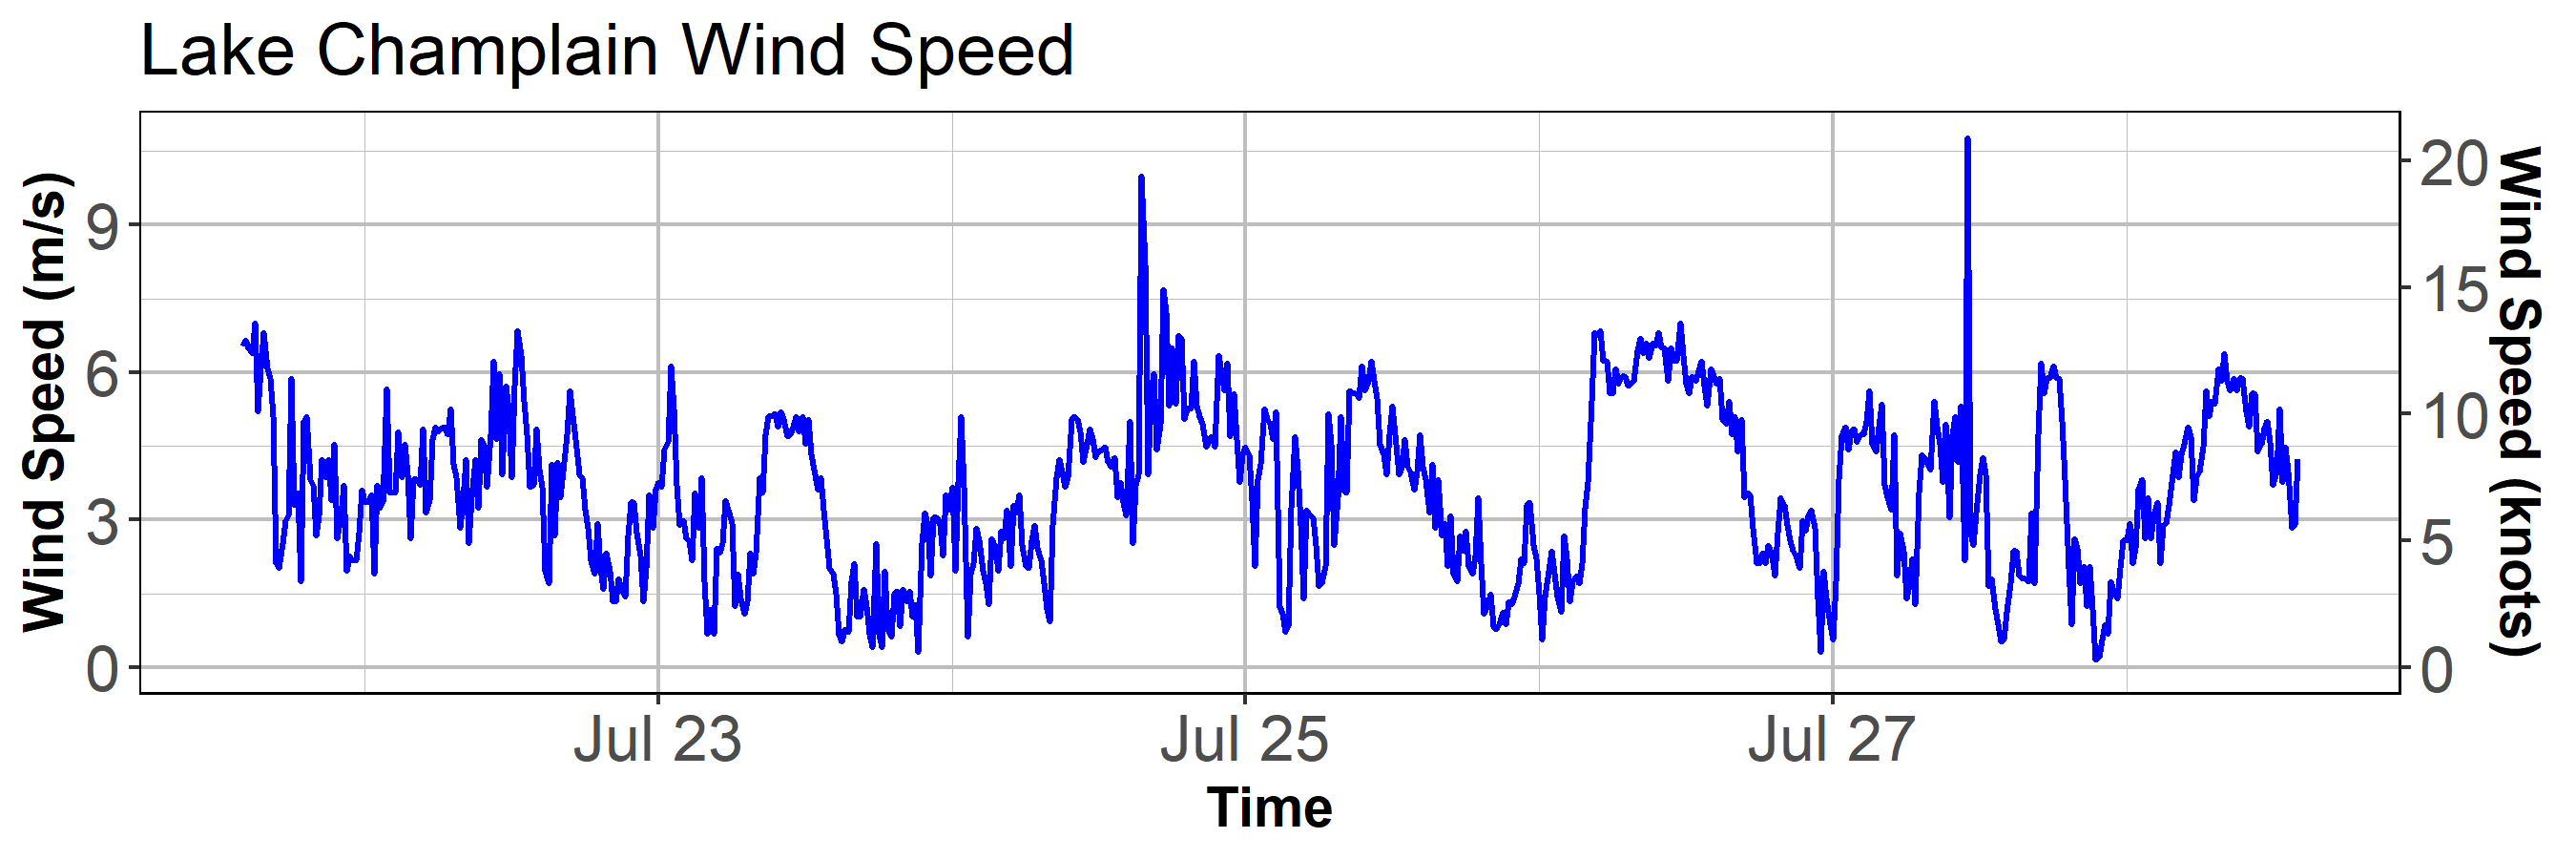 Lake Champlain Wind Speed
Wind Speed (m/s)
9
6
3
0
20
15
10
5
0
Wind Speed (knots)
Jul 23
Jul 25
Jul 27
Time